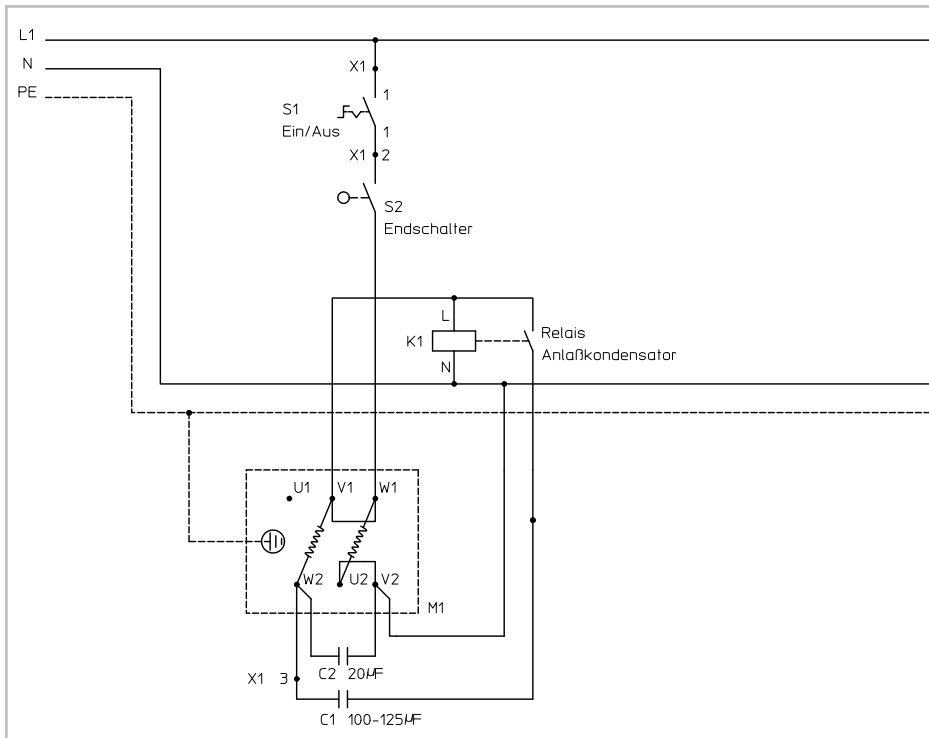 L1
N
PE
X1
1
S1
Ein/Aus
1
X1 2
S2
Endschalter
L
K1
N
Relais
Anlaßkondensator
U1 V1 W1
W2 U2 V2
M1
C2 20µF
X1 3
C1 100-125µF